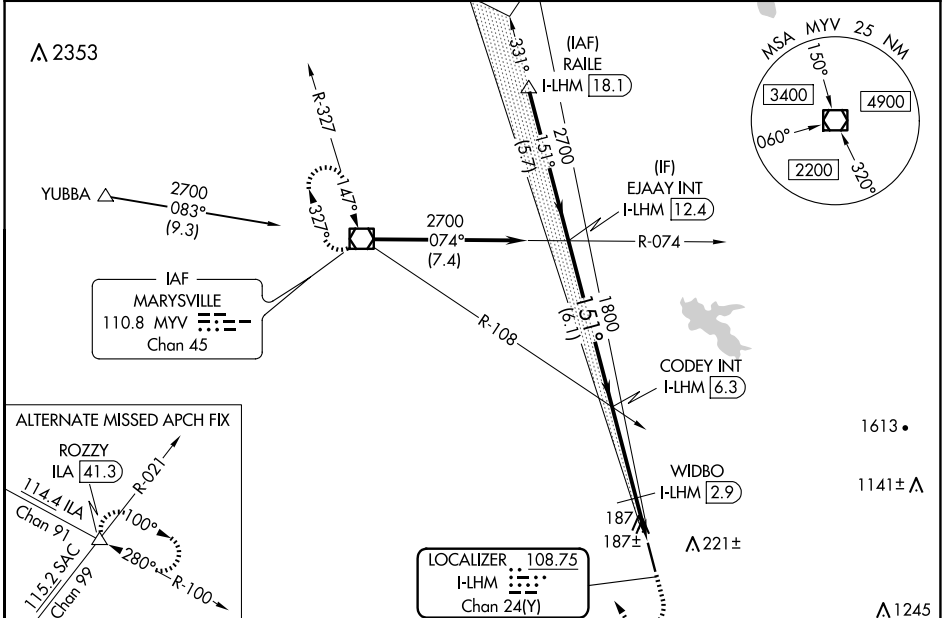 2353
(IAF)
RAILE
I-LHM 18.1
331°
MSA MYV 25 NM
150°
3400
4900
060°
2200
320°
R-327
2700
151°
(5.7)
147°
327°
YUBBA
2700
083°
(9.3)
2700
074°
(7.4)
(IF)
EJAAY INT
I-LHM 12.4
R-074
IAF
MARYSVILLE
110.8 MYV
Chan 45
R-108
1800
151°
(6.1)
CODEY INT
I-LHM 6.3
1613
1141±
WIDBO
I-LHM 2.9
187
187±
221±
ALTERNATE MISSED APCH FIX
ROZZY
ILA 41.3
R-021
114.4 ILA
Chan 91
100°
280°
R-100
115.2 SAC
Chan 99
LOCALIZER 108.75
I-LHM
Chan 24(Y)
1245